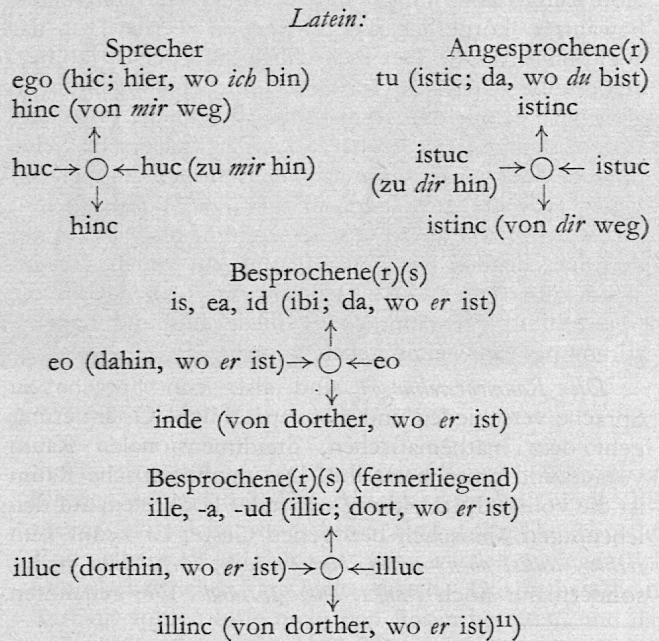 Latein:
Sprecher
ego (hic; hier, wo ich bin)
hinc (von mir weg)
↑
huc→○←huc (zu mir hin)
↓
hinc
Angesprochene(r)
tu (istic; da, wo du bist)
istinc
↑
istuc
(zu dir hin)
→○← istuc
↓
istinc (von dir weg)
Besprochene(r)(s)
is, ea, id (ibi; da, wo er ist)
↑
eo (dahin, wo er ist)→○←eo
↓
inde (von dorther, wo er ist)
Besprochene(r)(s) (fernerliegend)
ille, -a, -ud (illic; dort, wo er ist)
↑
illuc (dorthin, wo er ist)→○←illuc
↓
illinc (von dorther, wo er ist)¹¹)